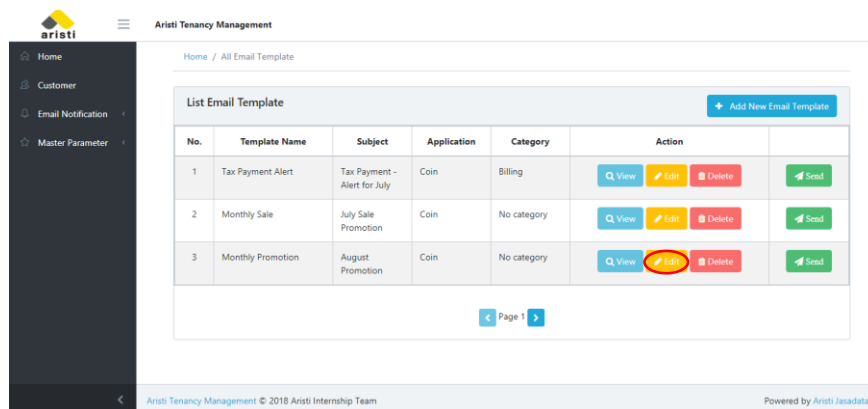 aristi
Aristi Tenancy Management
Home
Customer
Email Notification
Master Parameter
Home / All Email Template
List Email Template
Add New Email Template
No. Template Name Subject Application Category Action
1 Tax Payment Alert Tax Payment - Coin Billing View Edit Delete Send
Alert for July
2 Monthly Sale July Sale Coin No category View Edit Delete Send
Promotion
3 Monthly Promotion August Coin No category View Edit Delete Send
Promotion
Page 1
Aristi Tenancy Management © 2018 Aristi Internship Team
Powered by Aristi Jasadata